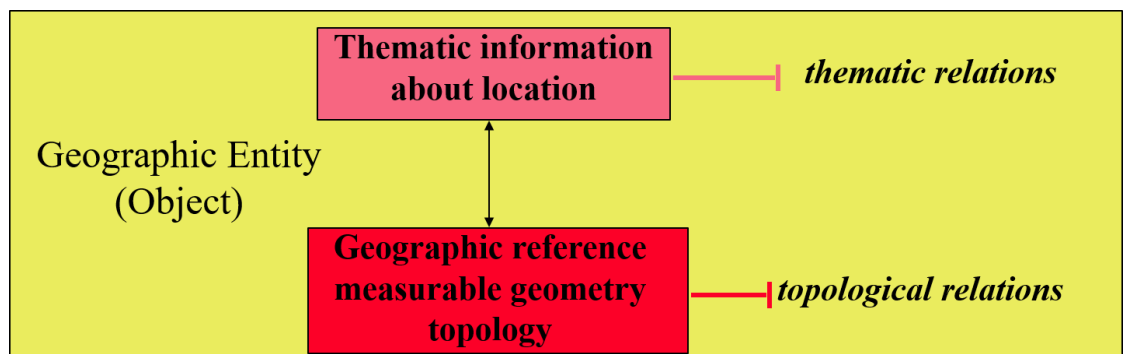 Thematic information
about location
thematic relations
Geographic Entity
(Object)
Geographic reference
measurable geometry
topology
topological relations